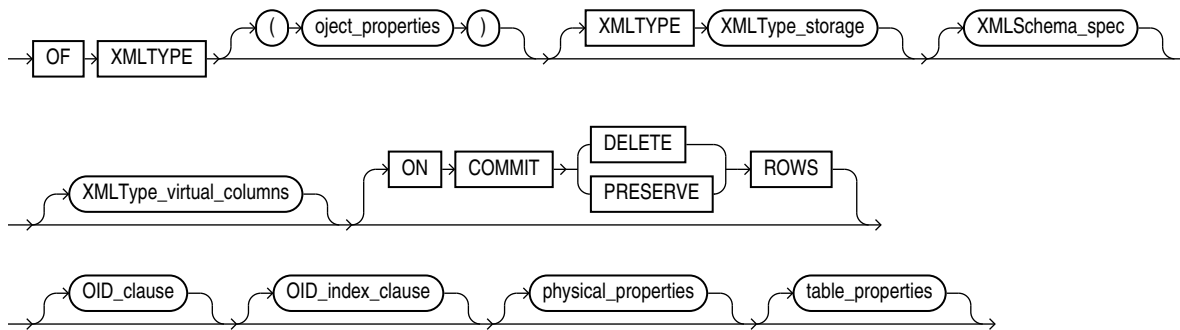 OF XMLTYPE ( oject_properties ) XMLTYPE XMLType_storage XMLSchema_spec
XMLType_virtual_columns ON COMMIT DELETE PRESERVE ROWS
OID_clause OID_index_clause physical_properties table_properties